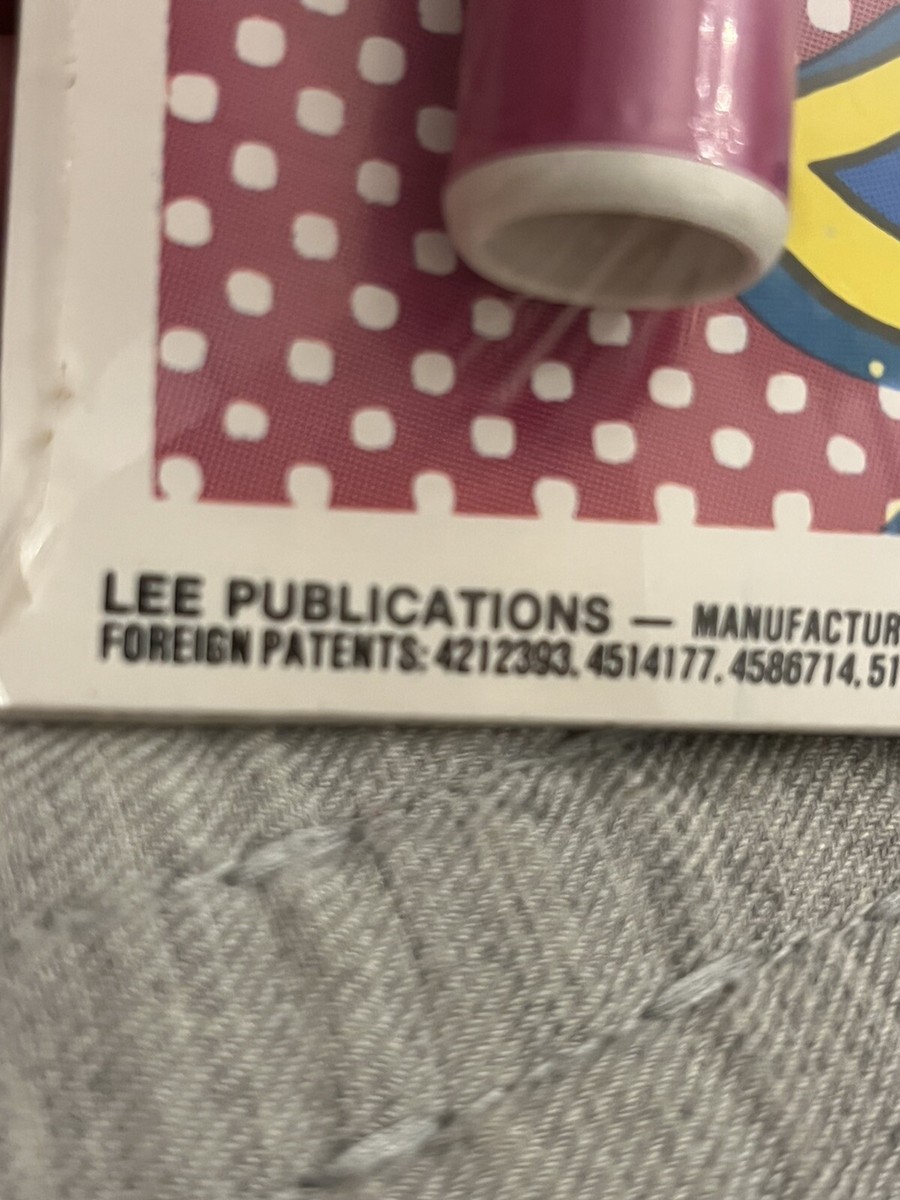 LEE PUBLICATIONS — MANUFACTUR
FOREIGN PATENTS: 4212393, 4514177, 4586714, 51